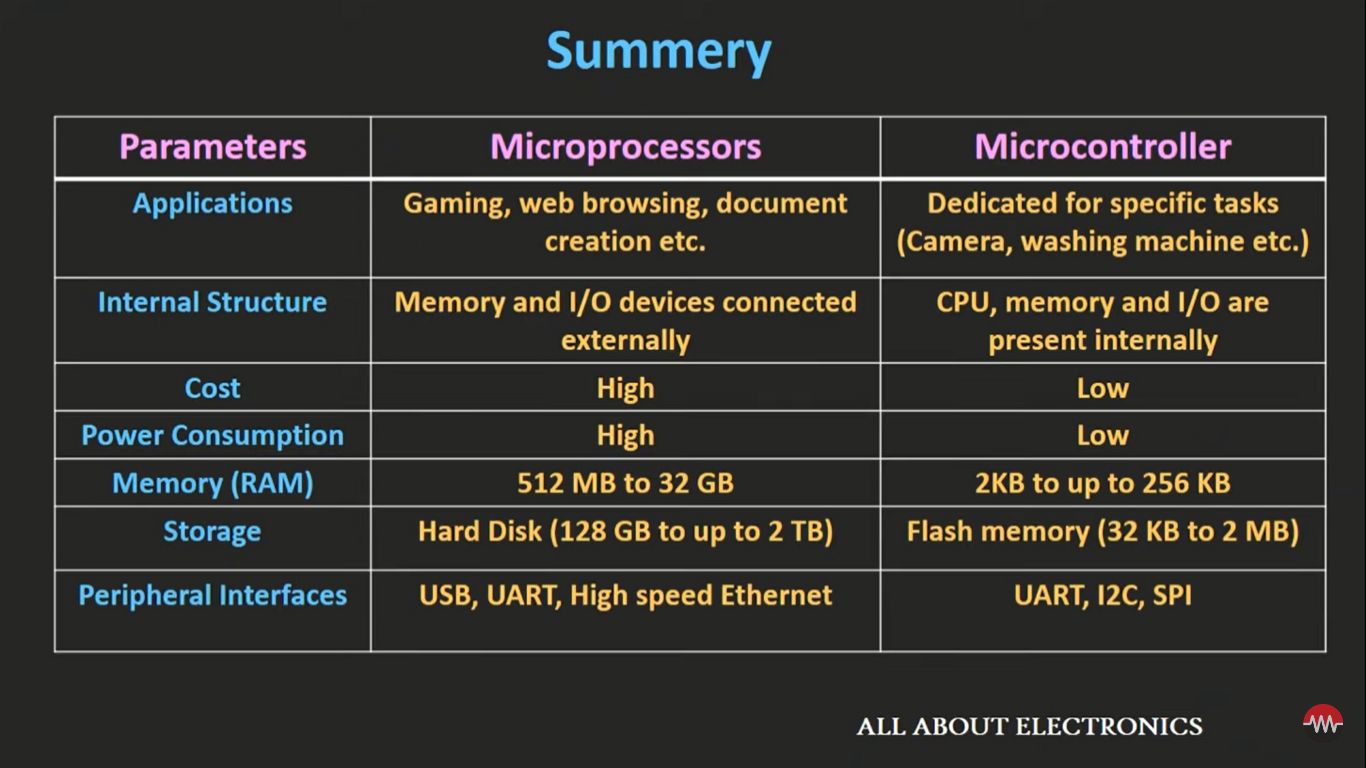 Summery
Parameters Microprocessors Microcontroller
Applications Gaming, web browsing, document Dedicated for specific tasks
creation etc. (Camera, washing machine etc.)
Internal Structure Memory and I/O devices connected CPU, memory and I/O are
externally present internally
Cost High Low
Power Consumption High Low
Memory (RAM) 512 MB to 32 GB 2KB to up to 256 KB
Storage Hard Disk (128 GB to up to 2 TB) Flash memory (32 KB to 2 MB)
Peripheral Interfaces USB, UART, High speed Ethernet UART, I2C, SPI
ALL ABOUT ELECTRONICS